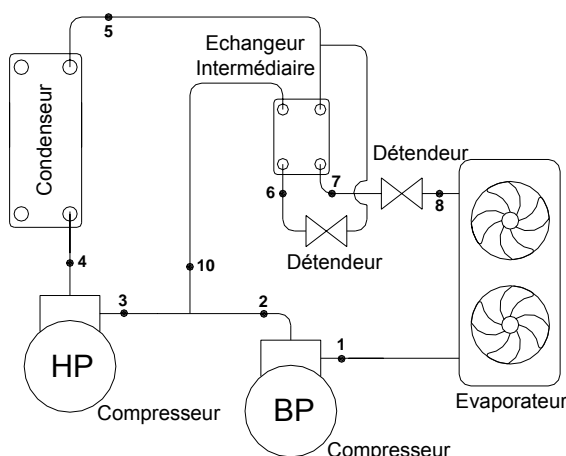 5
Echangeur
Intermédiaire
Condenseur
Détendeur
6
7
8
Détendeur
4
10
3
2
1
HP
Compresseur
BP
Evaporateur
Compresseur